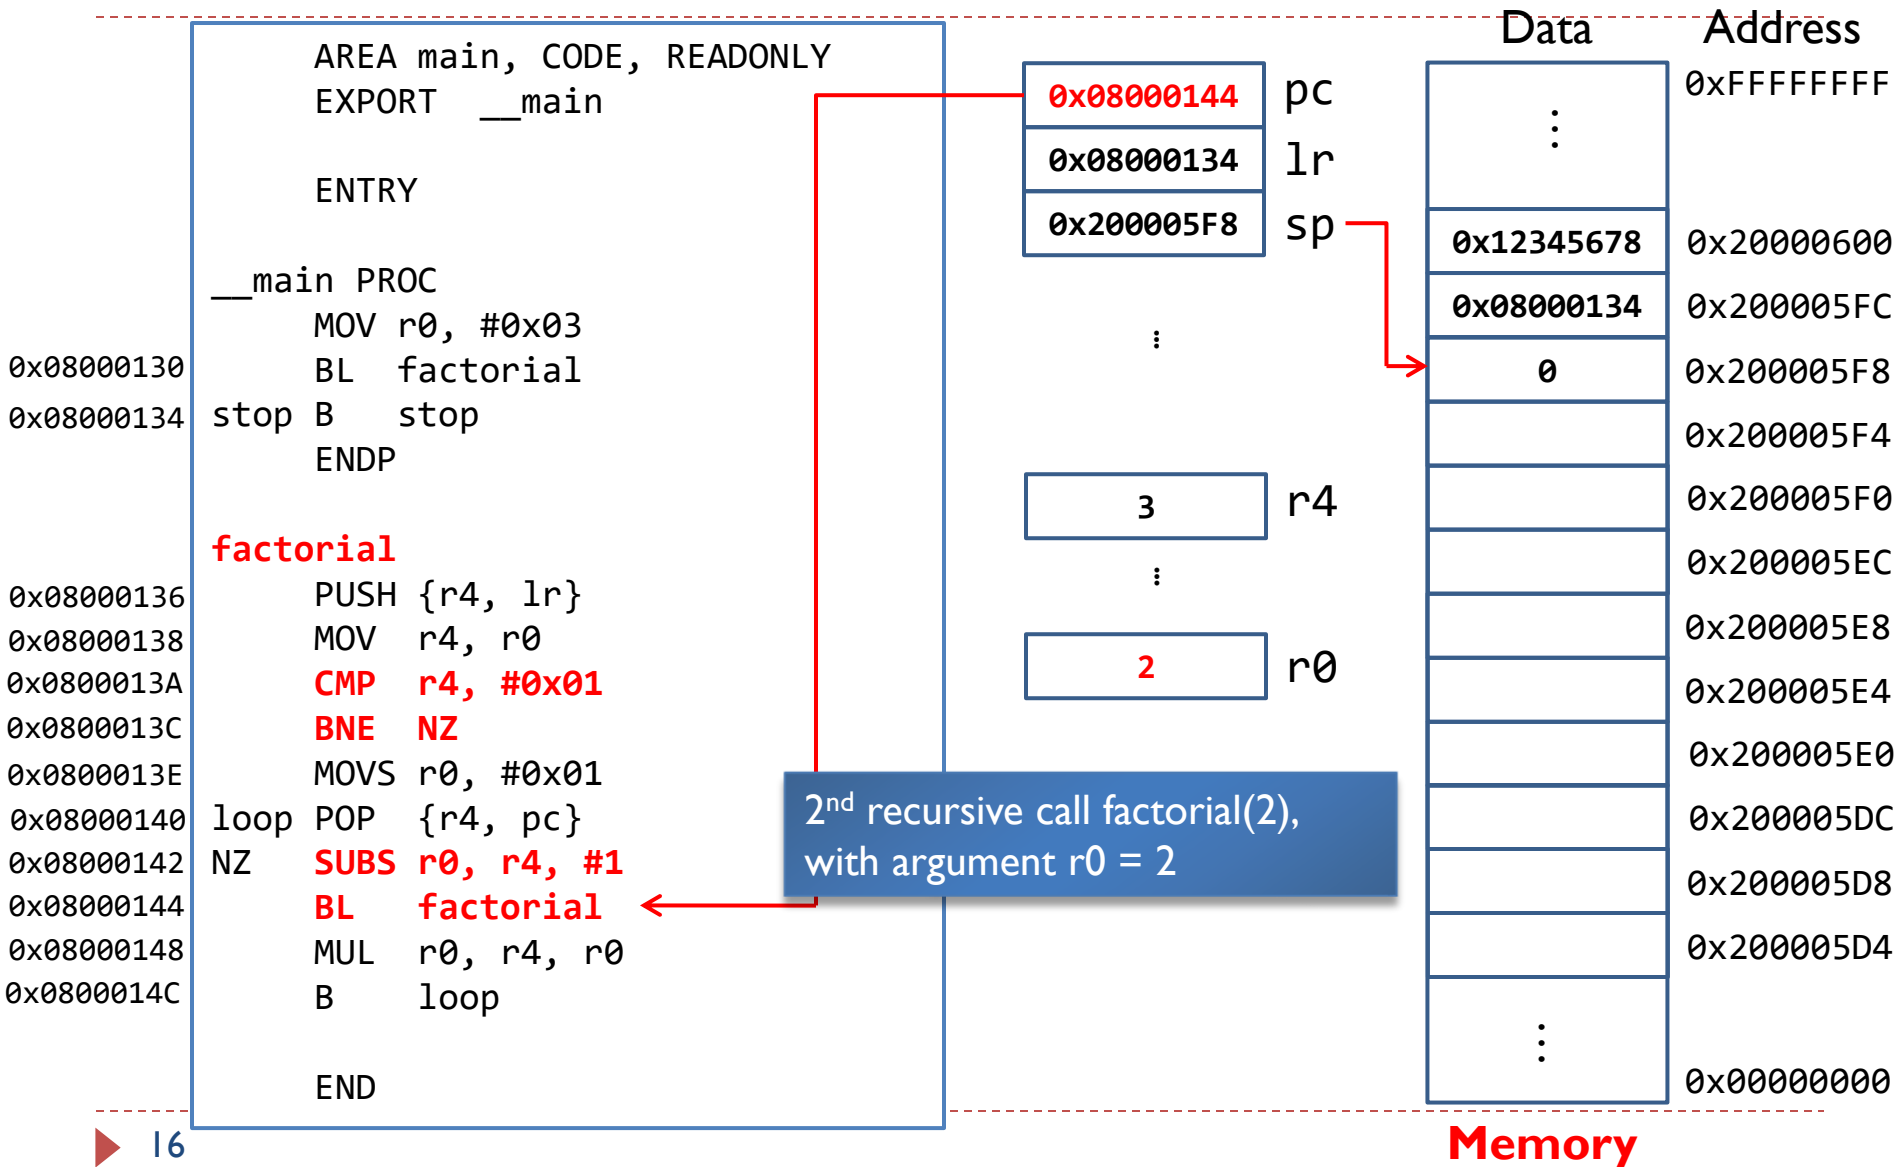 Data Address
AREA main, CODE, READONLY
EXPORT __main
ENTRY
__main PROC
MOV r0, #0x03
0x08000130 BL factorial
0x08000134 stop B stop
ENDP
factorial
0x08000136 PUSH {r4, lr}
0x08000138 MOV r4, r0
0x0800013A CMP r4, #0x01
0x0800013C BNE NZ
0x0800013E MOVS r0, #0x01
0x08000140 loop POP {r4, pc}
0x08000142 NZ SUBS r0, r4, #1
0x08000144 BL factorial
0x08000148 MUL r0, r4, r0
0x0800014C B loop
END
0x08000144 pc
0x08000134 lr
0x200005F8 sp
⋮
3 r4
⋮
2 r0
2nd recursive call factorial(2),
with argument r0 = 2
0xFFFFFFFF
⋮
0x12345678 0x20000600
0x08000134 0x200005FC
0 0x200005F8
0x200005F4
0x200005F0
0x200005EC
0x200005E8
0x200005E4
0x200005E0
0x200005DC
0x200005D8
0x200005D4
⋮
0x00000000
16
Memory